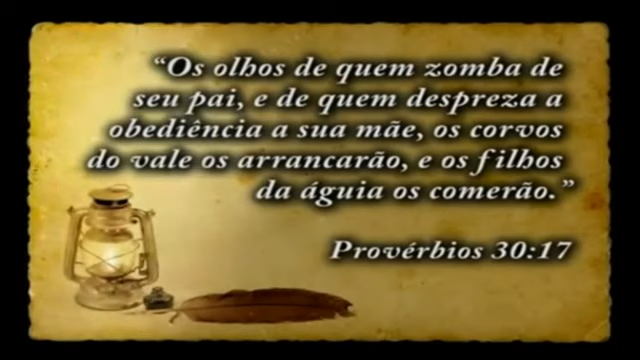 “Os olhos de quem zomba de
seu pai, e de quem despreza a
obediência a sua mãe, os corvos
do vale os arrancarão, e os filhos
da águia os comerão.”
Provérbios 30:17